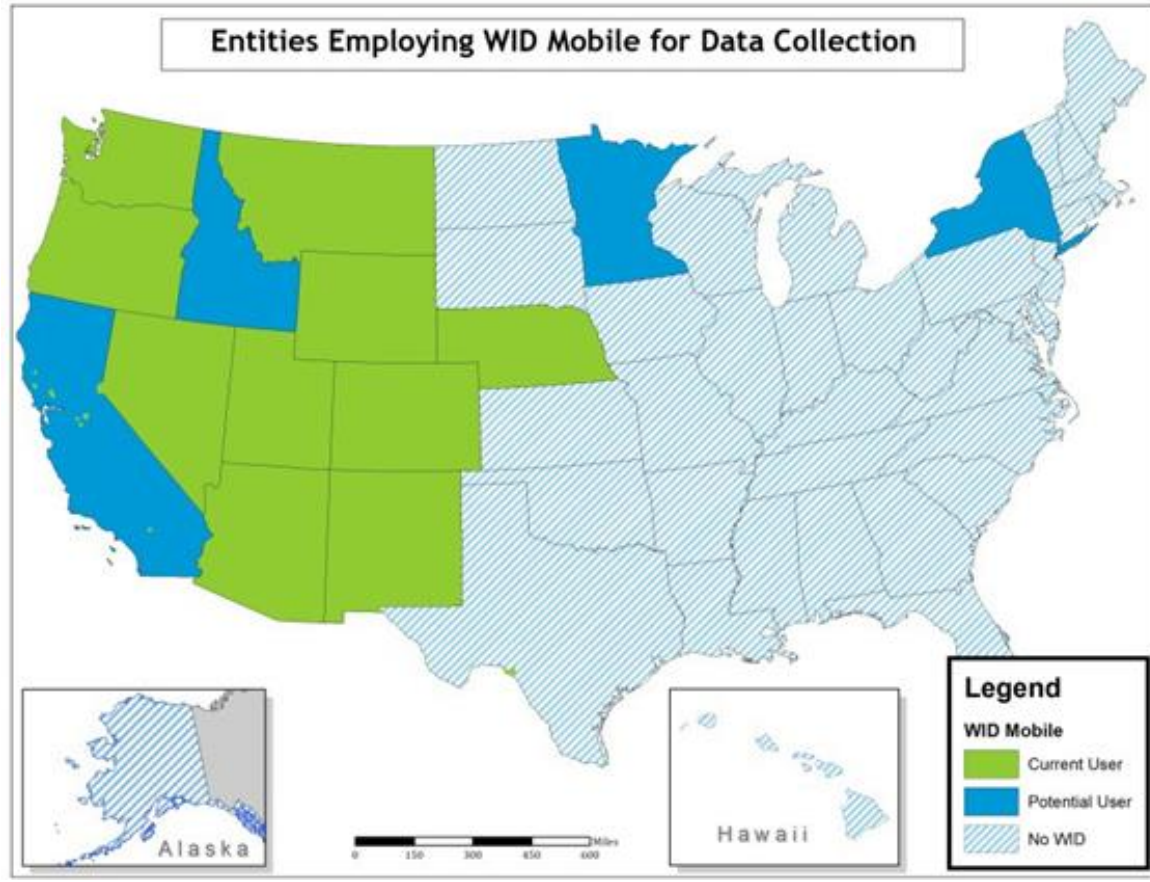 Entities Employing WID Mobile for Data Collection
Alaska
0 150 300 450 600
Miles
Hawaii
Legend
WID Mobile
Current User
Potential User
No WID